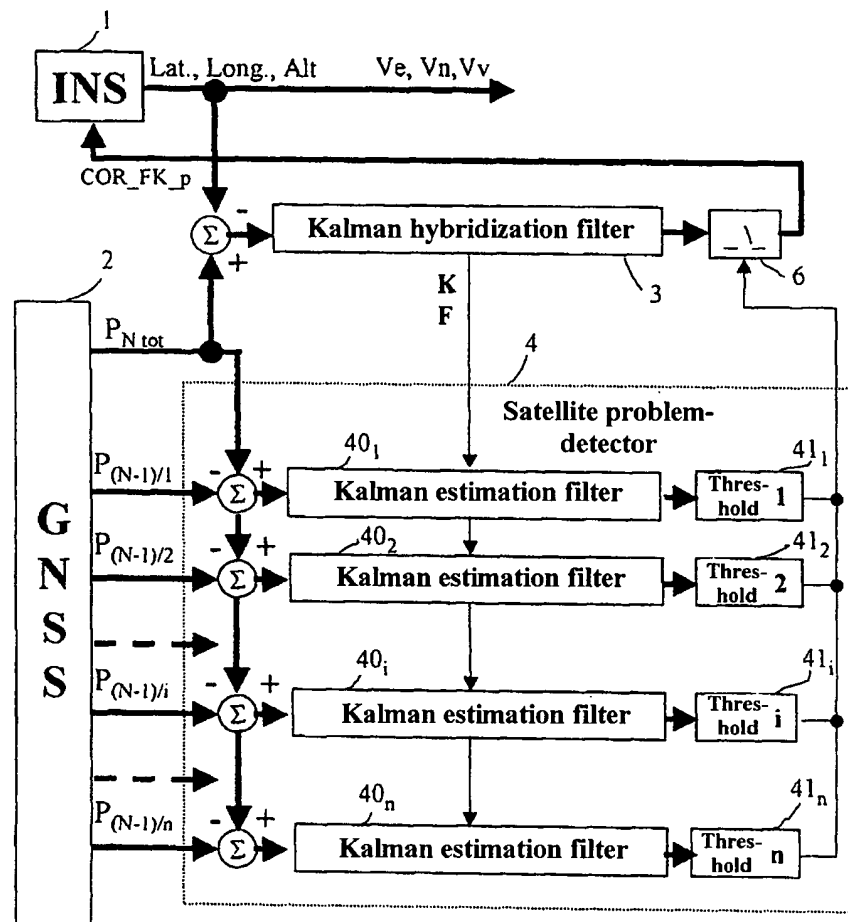 1
INS
Lat., Long., Alt
Ve, Vn, Vv
COR_FK_p
-
Σ
+
Kalman hybridization filter
3
_\_
6
2
P_N tot
K
F
4
Satellite problem-
detector
P_(N-1)/1
-
Σ
+
40_1
Kalman estimation filter
41_1
Thres-
hold 1
P_(N-1)/2
-
Σ
+
40_2
Kalman estimation filter
41_2
Thres-
hold 2
G
N
S
S
P_(N-1)/i
-
Σ
+
40_i
Kalman estimation filter
41_i
Thres-
hold i
P_(N-1)/n
-
Σ
+
40_n
Kalman estimation filter
41_n
Thres-
hold n